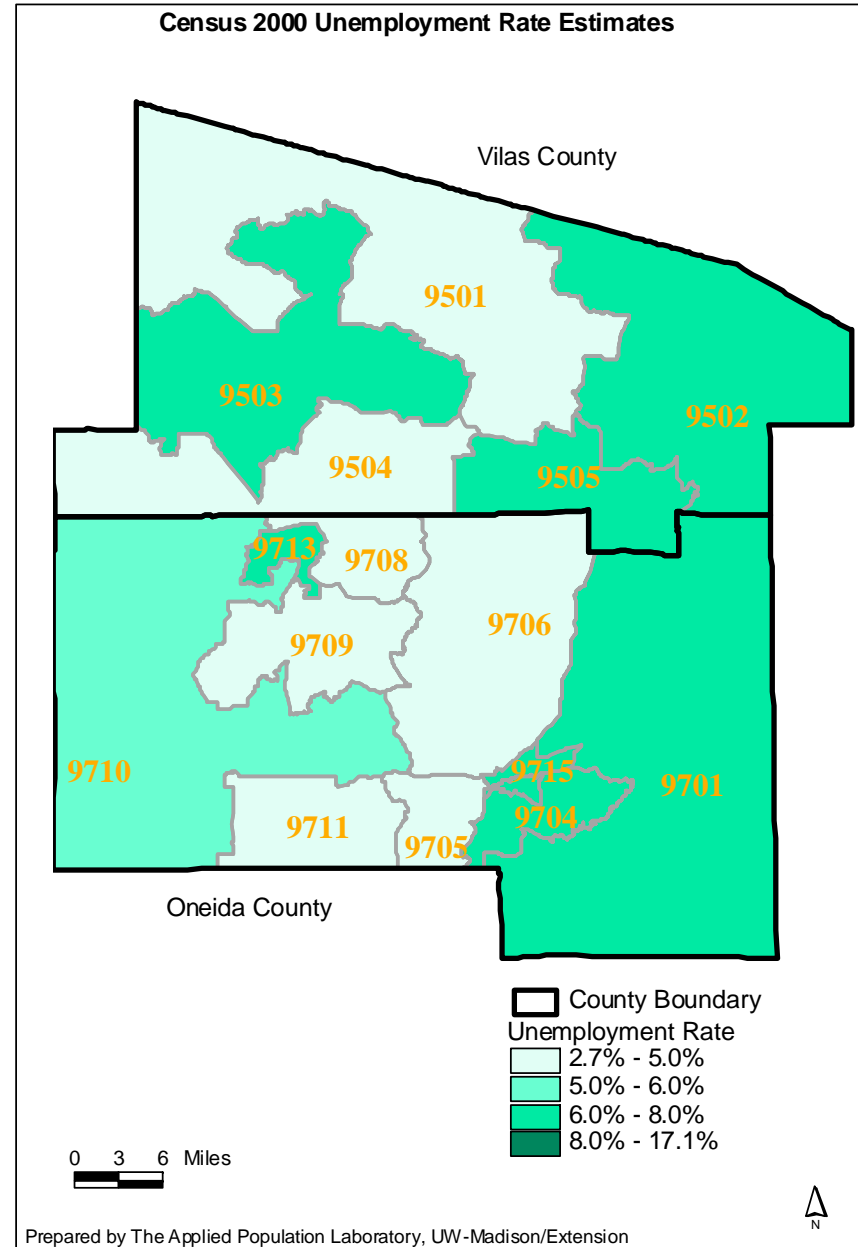 Census 2000 Unemployment Rate Estimates
Vilas County
9501
9503
9502
9504
9505
9713
9708
9706
9709
9710
9715
9701
9704
9711
9705
Oneida County
County Boundary
Unemployment Rate
2.7% - 5.0%
5.0% - 6.0%
6.0% - 8.0%
8.0% - 17.1%
0 3 6 Miles
N
Prepared by The Applied Population Laboratory, UW-Madison/Extension